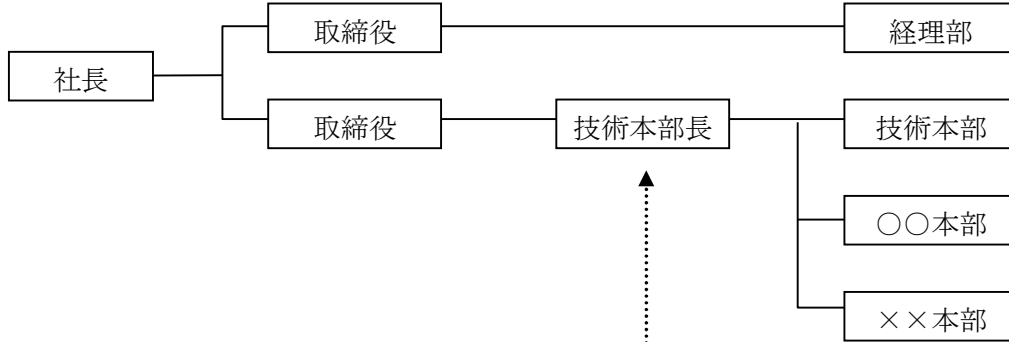 取締役
経理部
社長
取締役
技術本部長
技術本部
○○本部
××本部